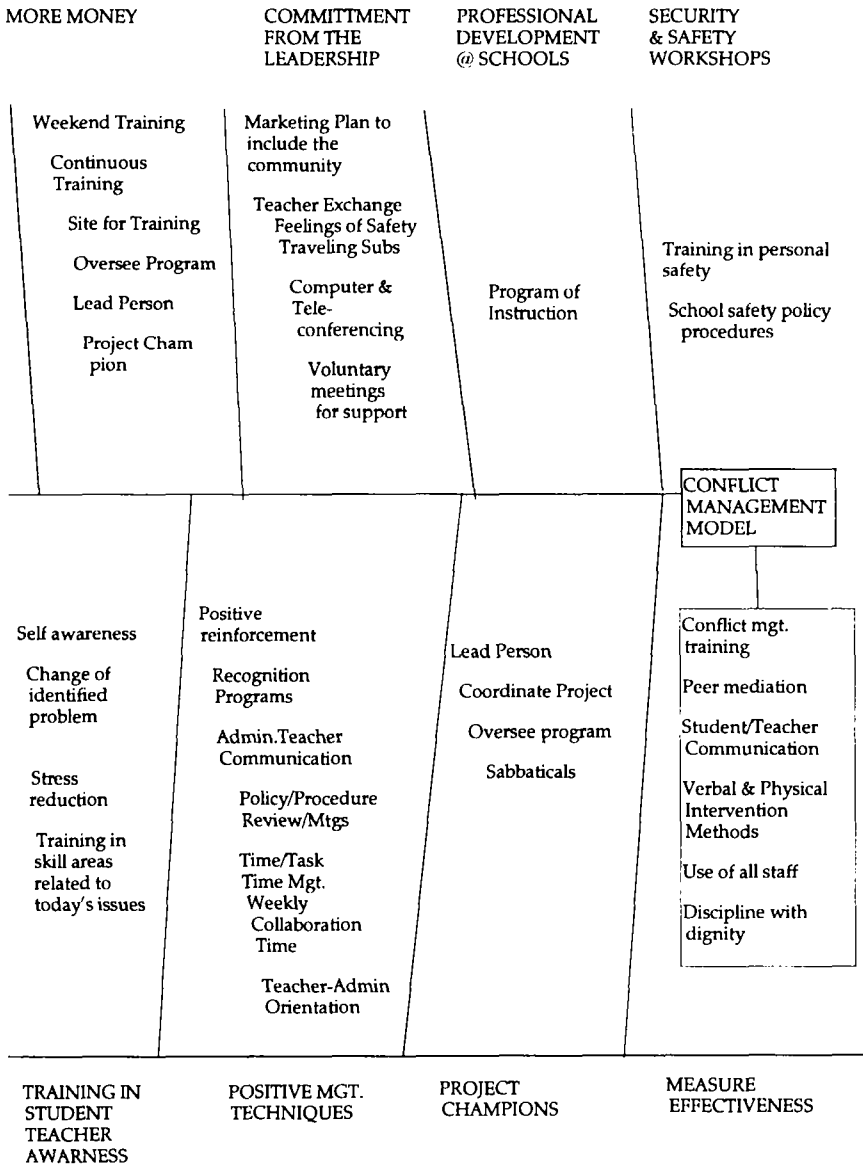 MORE MONEY
COMMITTMENT
FROM THE
LEADERSHIP
PROFESSIONAL
DEVELOPMENT
@ SCHOOLS
SECURITY
& SAFETY
WORKSHOPS
Weekend Training
Continuous
Training
Site for Training
Oversee Program
Lead Person
Project Cham
pion
Marketing Plan to
include the
community
Teacher Exchange
Feelings of Safety
Traveling Subs
Computer &
Tele-
conferencing
Voluntary
meetings
for support
Program of
Instruction
Training in personal
safety
School safety policy
procedures
CONFLICT
MANAGEMENT
MODEL
Self awareness
Change of
identified
problem
Stress
reduction
Training in
skill areas
related to
today's issues
Positive
reinforcement
Recognition
Programs
Admin.Teacher
Communication
Policy/Procedure
Review/Mtgs
Time/Task
Time Mgt.
Weekly
Collaboration
Time
Teacher-Admin
Orientation
Lead Person
Coordinate Project
Oversee program
Sabbaticals
Conflict mgt.
training
Peer mediation
Student/Teacher
Communication
Verbal & Physical
Intervention
Methods
Use of all staff
Discipline with
dignity
TRAINING IN
STUDENT
TEACHER
AWARNESS
POSITIVE MGT.
TECHNIQUES
PROJECT
CHAMPIONS
MEASURE
EFFECTIVENESS